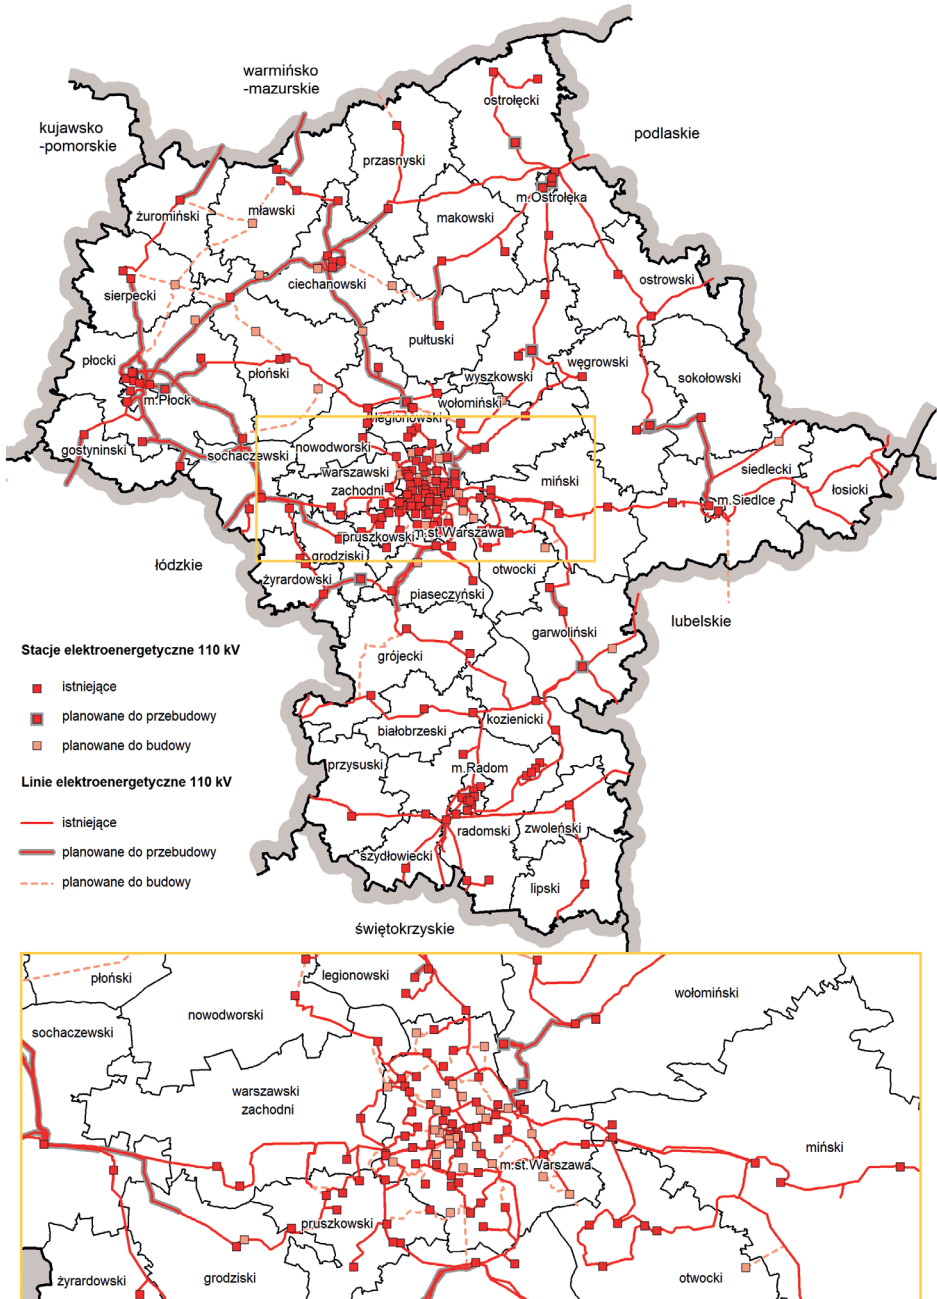 warmińsko
-mazurskie
kujawsko
-pomorskie
podlaskie
ostrołęcki
przasnyski
m.Ostrołęka
żuromiński
mławski
makowski
ciechanowski
ostrowski
sierpecki
pułtuski
płocki
płoński
wyszkowski
węgrowski
sokołowski
m.Płock
wołomiński
legionowski
gostyninski
sochaczewski
nowodworski
warszawski
zachodni
miński
siedlecki
łosicki
m.Siedlce
pruszkowski
m.st.Warszawa
grodziski
otwocki
łódzkie
żyrardowski
piaseczyński
lubelskie
garwoliński
grójecki
Stacje elektroenergetyczne 110 kV
istniejące
planowane do przebudowy
planowane do budowy
Linie elektroenergetyczne 110 kV
istniejące
planowane do przebudowy
planowane do budowy
kozienicki
białobrzeski
przysuski
m.Radom
radomski
zwoleński
szydłowiecki
lipski
świętokrzyskie
płoński
legionowski
wołomiński
nowodworski
sochaczewski
warszawski
zachodni
miński
m.st.Warszawa
pruszkowski
żyrardowski
grodziski
otwocki